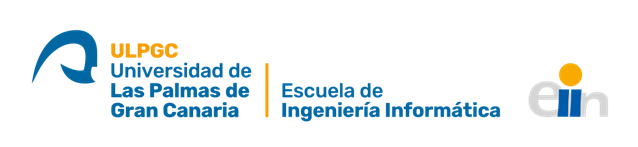 ULPGC
Universidad de
Las Palmas de
Gran Canaria
Escuela de
Ingeniería Informática
eiin